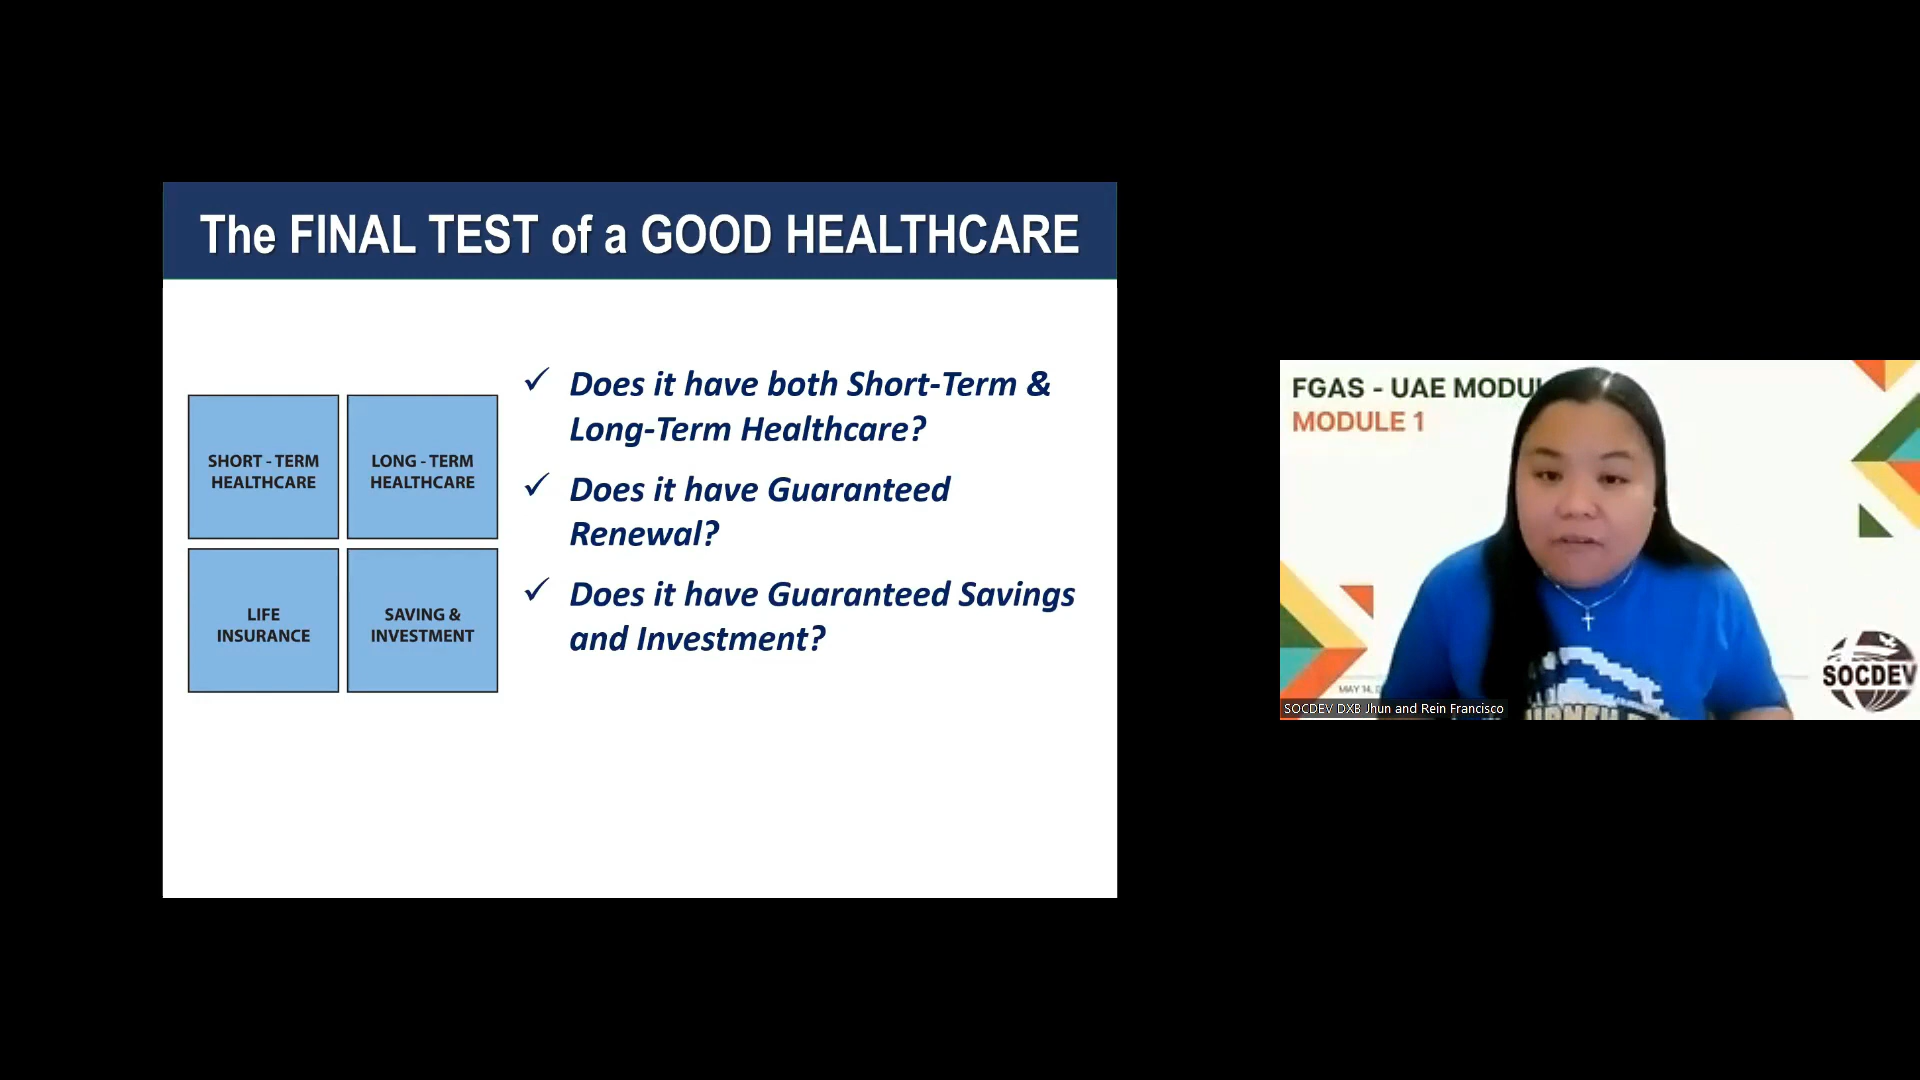 The FINAL TEST of a GOOD HEALTHCARE
SHORT - TERM
HEALTHCARE
LONG - TERM
HEALTHCARE
LIFE
INSURANCE
SAVING &
INVESTMENT
✓ Does it have both Short-Term &
Long-Term Healthcare?
✓ Does it have Guaranteed
Renewal?
✓ Does it have Guaranteed Savings
and Investment?
FGAS - UAE
MODULE 1
MAY 14,
SOCDEV
SOCDEV DXB Jhun and Rein Francisco